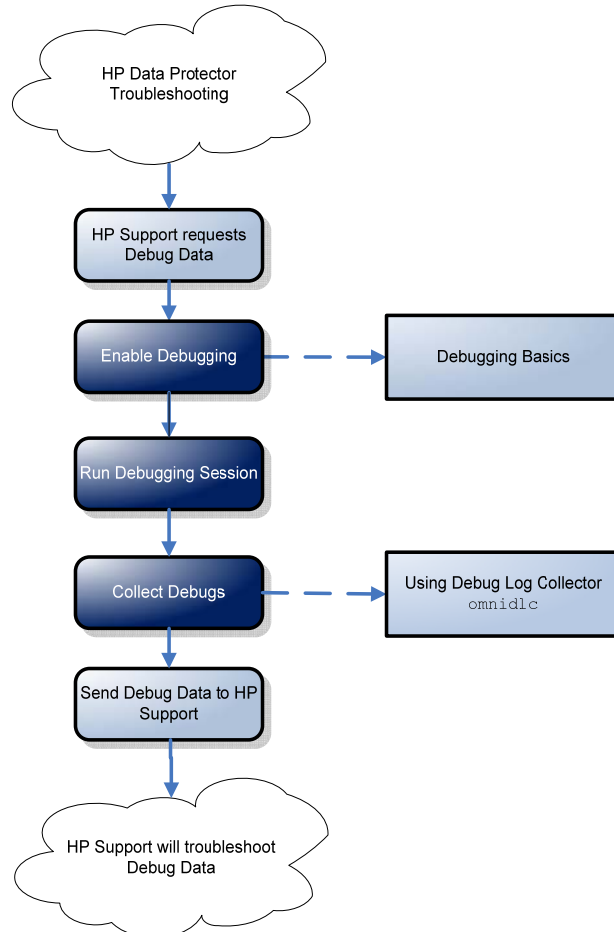 HP Data Protector
Troubleshooting
HP Support requests
Debug Data
Enable Debugging
Debugging Basics
Run Debugging Session
Collect Debugs
Using Debug Log Collector
omnidlc
Send Debug Data to HP
Support
HP Support will troubleshoot
Debug Data